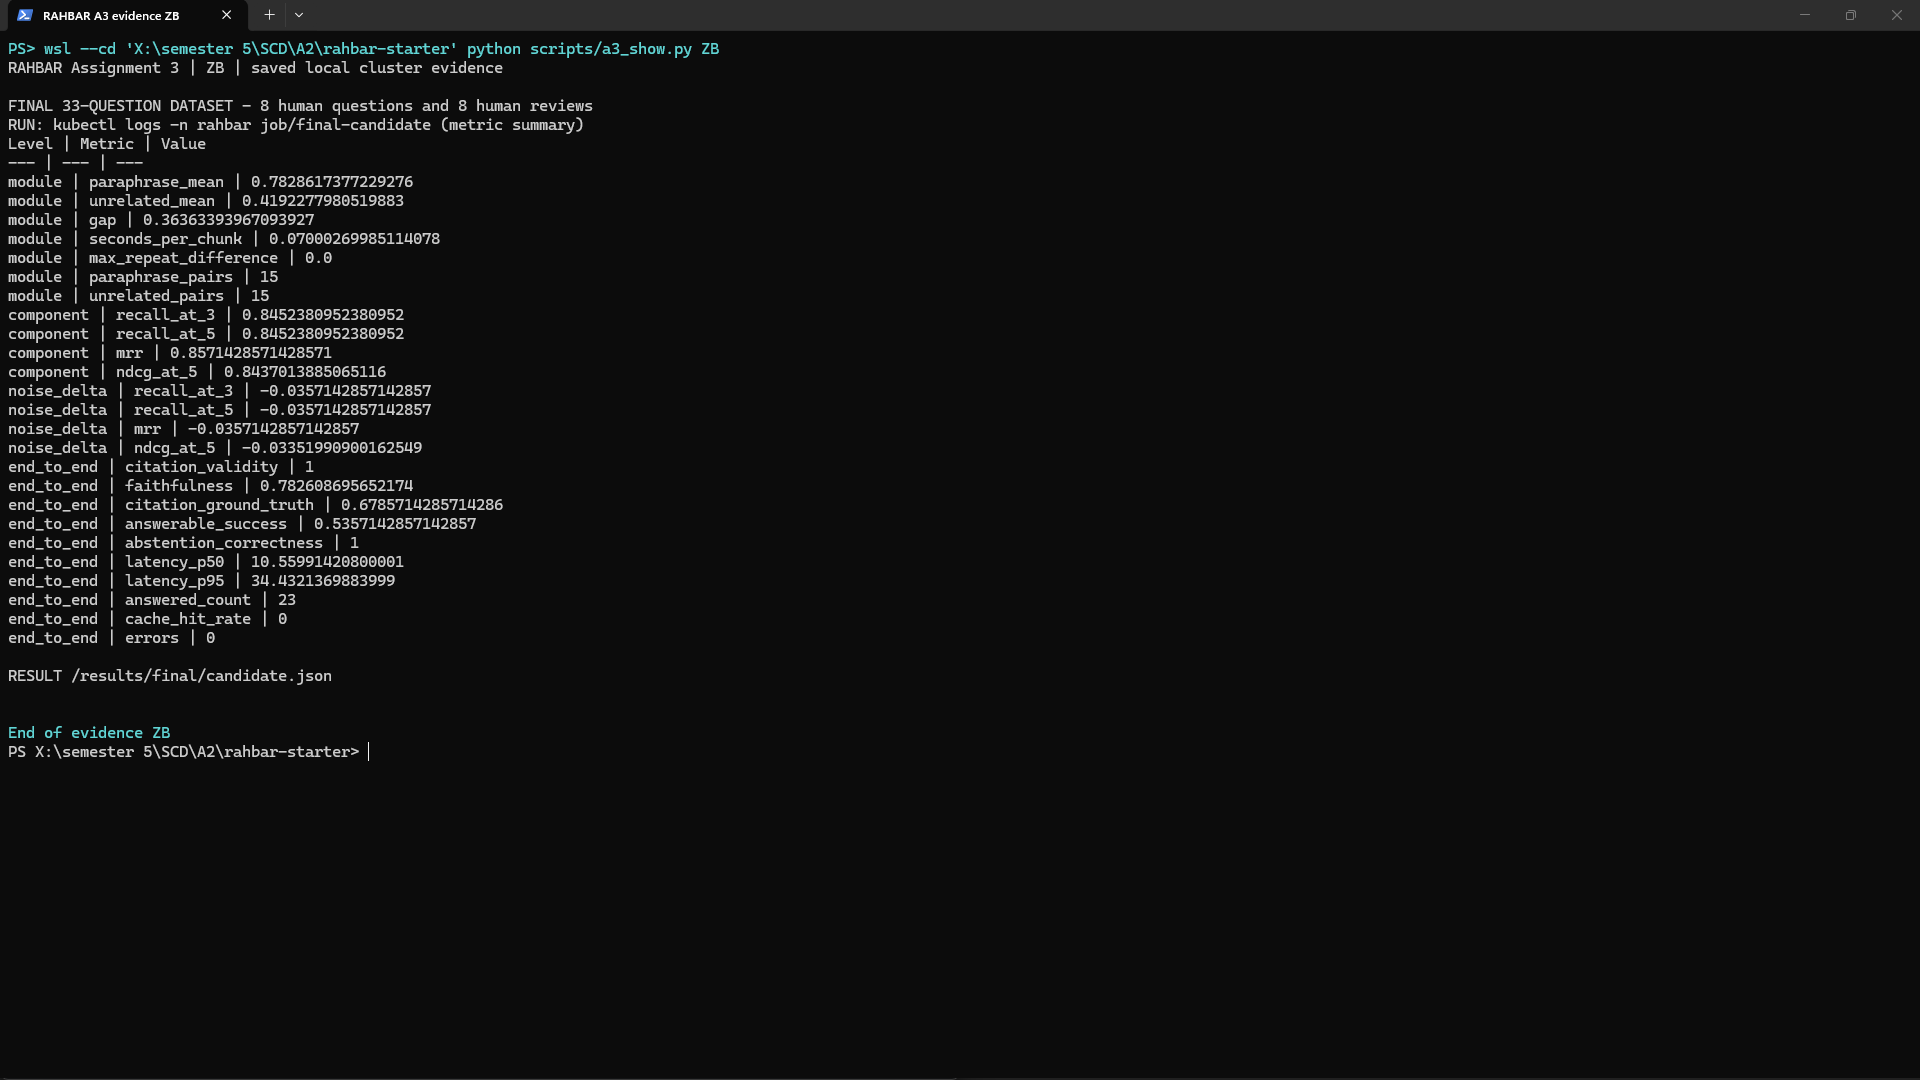 RAHBAR A3 evidence ZB
PS> wsl --cd 'X:\semester 5\SCD\A2\rahbar-starter' python scripts/a3_show.py ZB
RAHBAR Assignment 3 | ZB | saved local cluster evidence
FINAL 33-QUESTION DATASET - 8 human questions and 8 human reviews
RUN: kubectl logs -n rahbar job/final-candidate (metric summary)
Level | Metric | Value
--- | --- | ---
module | paraphrase_mean | 0.7828617377229276
module | unrelated_mean | 0.4192277980519883
module | gap | 0.36363393967093927
module | seconds_per_chunk | 0.07000269985114078
module | max_repeat_difference | 0.0
module | paraphrase_pairs | 15
module | unrelated_pairs | 15
component | recall_at_3 | 0.8452380952380952
component | recall_at_5 | 0.8452380952380952
component | mrr | 0.8571428571428571
component | ndcg_at_5 | 0.8437013885065116
noise_delta | recall_at_3 | -0.0357142857142857
noise_delta | recall_at_5 | -0.0357142857142857
noise_delta | mrr | -0.0357142857142857
noise_delta | ndcg_at_5 | -0.03351990900162549
end_to_end | citation_validity | 1
end_to_end | faithfulness | 0.782608695652174
end_to_end | citation_ground_truth | 0.6785714285714286
end_to_end | answerable_success | 0.5357142857142857
end_to_end | abstention_correctness | 1
end_to_end | latency_p50 | 10.55991420800001
end_to_end | latency_p95 | 34.4321369883999
end_to_end | answered_count | 23
end_to_end | cache_hit_rate | 0
end_to_end | errors | 0
RESULT /results/final/candidate.json
End of evidence ZB
PS X:\semester 5\SCD\A2\rahbar-starter>